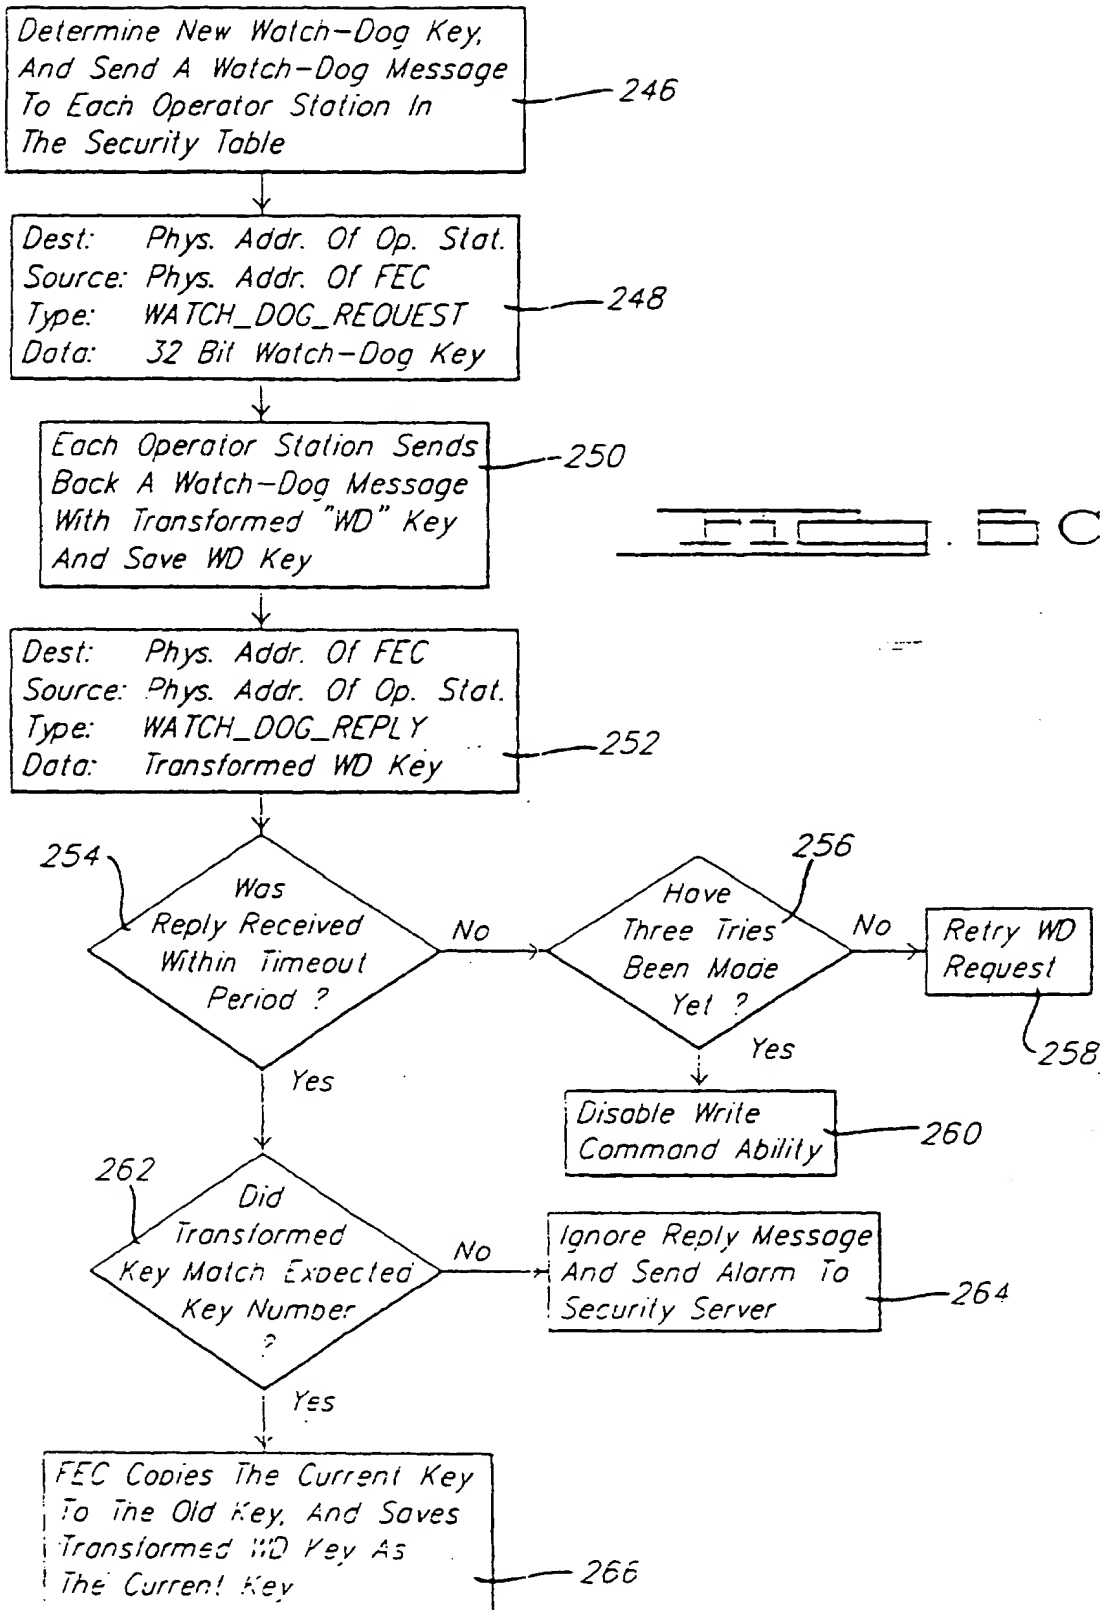 Determine New Watch-Dog Key,
And Send A Watch-Dog Message
To Each Operator Station In
The Security Table
246
Dest: Phys. Addr. Of Op. Stat.
Source: Phys. Addr. Of FEC
Type: WATCH_DOG_REQUEST
Data: 32 Bit Watch-Dog Key
248
Each Operator Station Sends
Back A Watch-Dog Message
With Transformed "WD" Key
And Save WD Key
250
Dest: Phys. Addr. Of FEC
Source: Phys. Addr. Of Op. Stat.
Type: WATCH_DOG_REPLY
Data: Transformed WD Key
252
254
Was
Reply Received
Within Timeout
Period ?
No
256
Have
Three Tries
Been Made
Yet ?
No
Retry WD
Request
258
Yes
Disable Write
Command Ability
260
Yes
262
Did
Transformed
Key Match Expected
Key Number
?
No
Ignore Reply Message
And Send Alarm To
Security Server
264
Yes
FEC Copies The Current Key
To The Old Key, And Saves
Transformed WD Key As
The Current Key
266